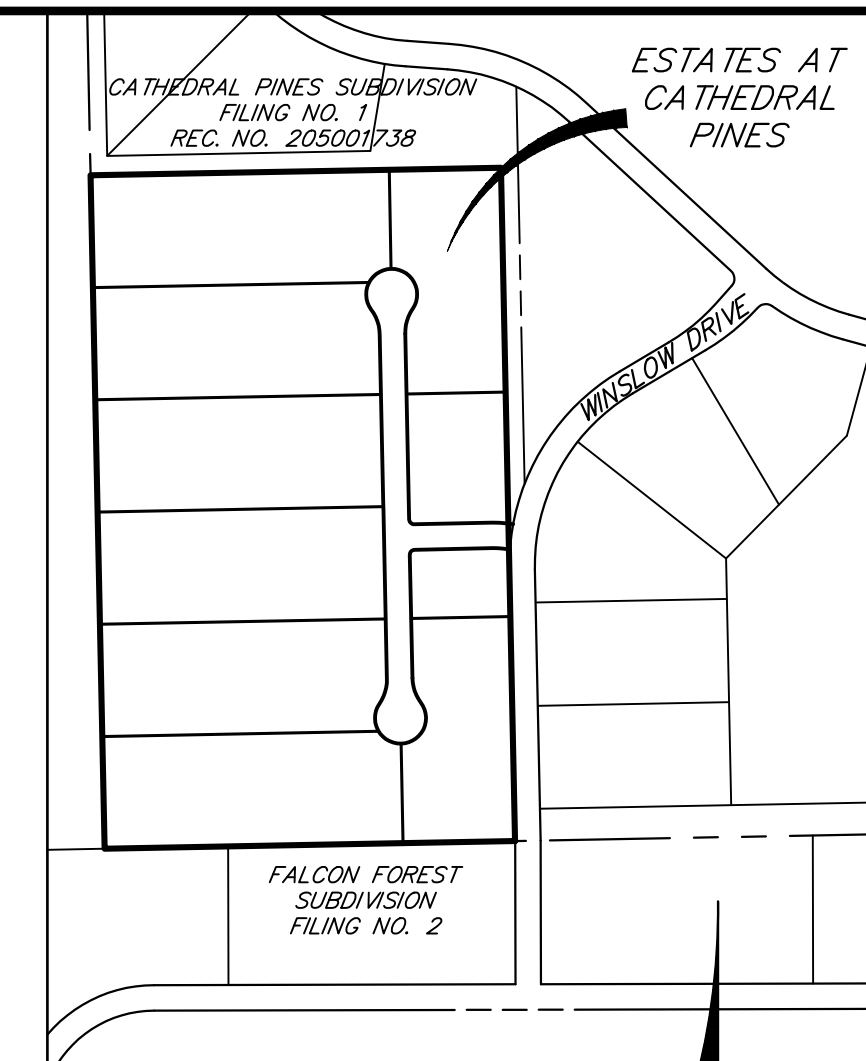 CATHEDRAL PINES SUBDIVISION
FILING NO. 1
REC. NO. 205001738
ESTATES AT
CATHEDRAL
PINES
WINSLOW DRIVE
FALCON FOREST
SUBDIVISION
FILING NO. 2